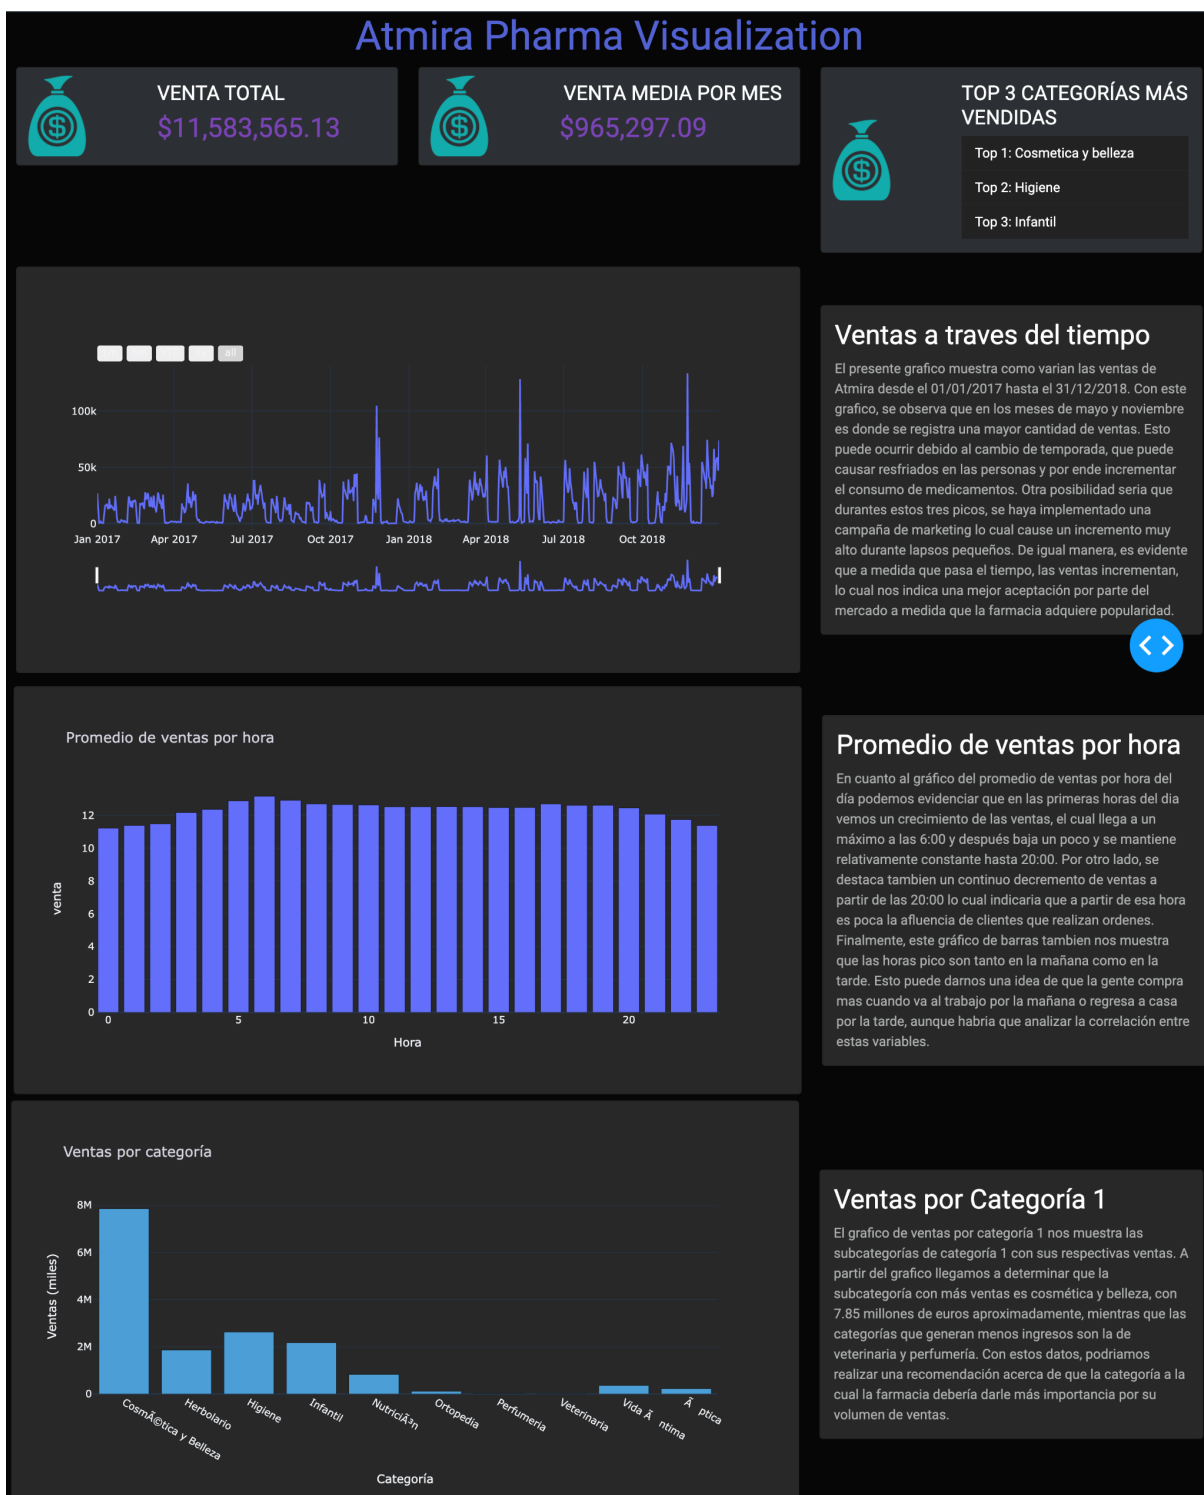 Atmira Pharma Visualization
VENTA TOTAL
$11,583,565.13
VENTA MEDIA POR MES
$965,297.09
TOP 3 CATEGORÍAS MÁS
VENDIDAS
Top 1: Cosmetica y belleza
Top 2: Higiene
Top 3: Infantil
all
100k
50k
0
Jan 2017 Apr 2017 Jul 2017 Oct 2017 Jan 2018 Apr 2018 Jul 2018 Oct 2018
Ventas a traves del tiempo
El presente grafico muestra como varian las ventas de
Atmira desde el 01/01/2017 hasta el 31/12/2018. Con este
grafico, se observa que en los meses de mayo y noviembre
es donde se registra una mayor cantidad de ventas. Esto
puede ocurrir debido al cambio de temporada, que puede
causar resfriados en las personas y por ende incrementar
el consumo de medicamentos. Otra posibilidad seria que
durantes estos tres picos, se haya implementado una
campaña de marketing lo cual cause un incremento muy
alto durante lapsos pequeños. De igual manera, es evidente
que a medida que pasa el tiempo, las ventas incrementan,
lo cual nos indica una mejor aceptación por parte del
mercado a medida que la farmacia adquiere popularidad.
Promedio de ventas por hora
12
10
8
6
4
2
0
venta
0 5 10 15 20
Hora
Promedio de ventas por hora
En cuanto al gráfico del promedio de ventas por hora del
día podemos evidenciar que en las primeras horas del dia
vemos un crecimiento de las ventas, el cual llega a un
máximo a las 6:00 y después baja un poco y se mantiene
relativamente constante hasta 20:00. Por otro lado, se
destaca tambien un continuo decremento de ventas a
partir de las 20:00 lo cual indicaria que a partir de esa hora
es poca la afluencia de clientes que realizan ordenes.
Finalmente, este gráfico de barras tambien nos muestra
que las horas pico son tanto en la mañana como en la
tarde. Esto puede darnos una idea de que la gente compra
mas cuando va al trabajo por la mañana o regresa a casa
por la tarde, aunque habria que analizar la correlación entre
estas variables.
Ventas por categoría
8M
6M
4M
2M
0
Ventas (miles)
CosmÃ©tica y Belleza
Herbolario
Higiene
Infantil
NutriciÃ³n
Ortopedia
Perfumeria
Veterinaria
Vida Ã ntima
Ã ptica
Categoría
Ventas por Categoría 1
El grafico de ventas por categoría 1 nos muestra las
subcategorías de categoría 1 con sus respectivas ventas. A
partir del grafico llegamos a determinar que la
subcategoría con más ventas es cosmética y belleza, con
7.85 millones de euros aproximadamente, mientras que las
categorías que generan menos ingresos son la de
veterinaria y perfumería. Con estos datos, podriamos
realizar una recomendación acerca de que la categoría a la
cual la farmacia debería darle más importancia por su
volumen de ventas.